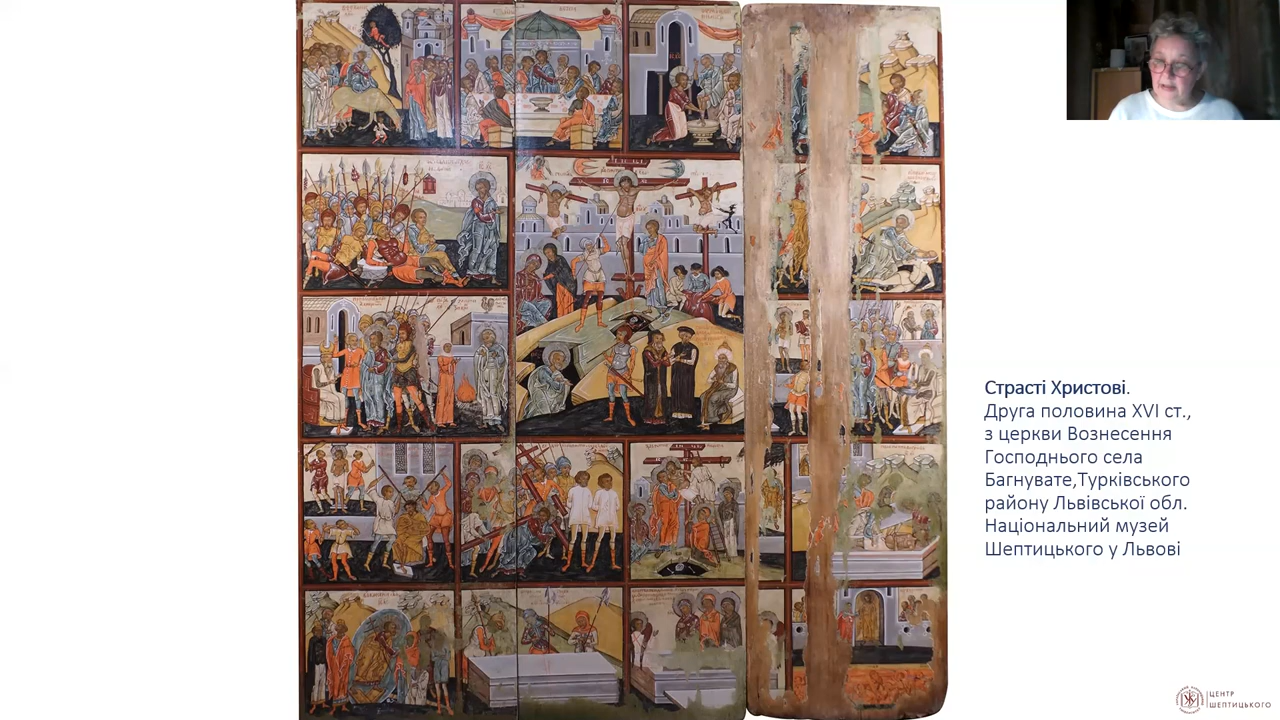 Страсті Христові.
Друга половина XVI ст.,
з церкви Вознесення
Господнього села
Багнувате,Турківського
району Львівської обл.
Національний музей
Шептицького у Львові
ЦЕНТР
ШЕПТИЦЬКОГО